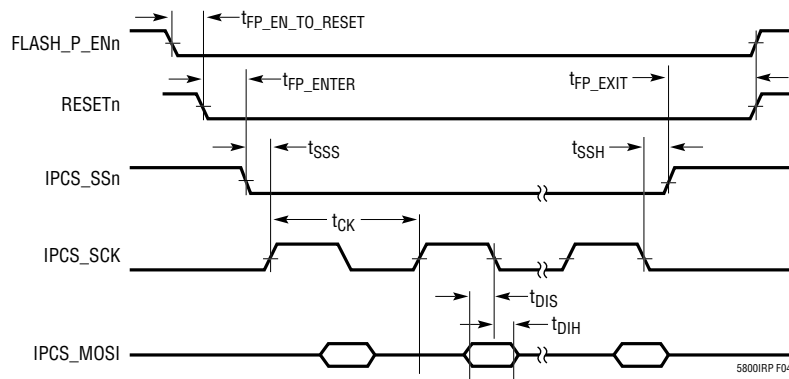 FLASH_P_ENn
tFP_EN_TO_RESET
RESETn
tFP_ENTER
tFP_EXIT
IPCS_SSn
tSSS
tSSH
IPCS_SCK
tCK
tDIS
tDIH
IPCS_MOSI
5800IRP F04